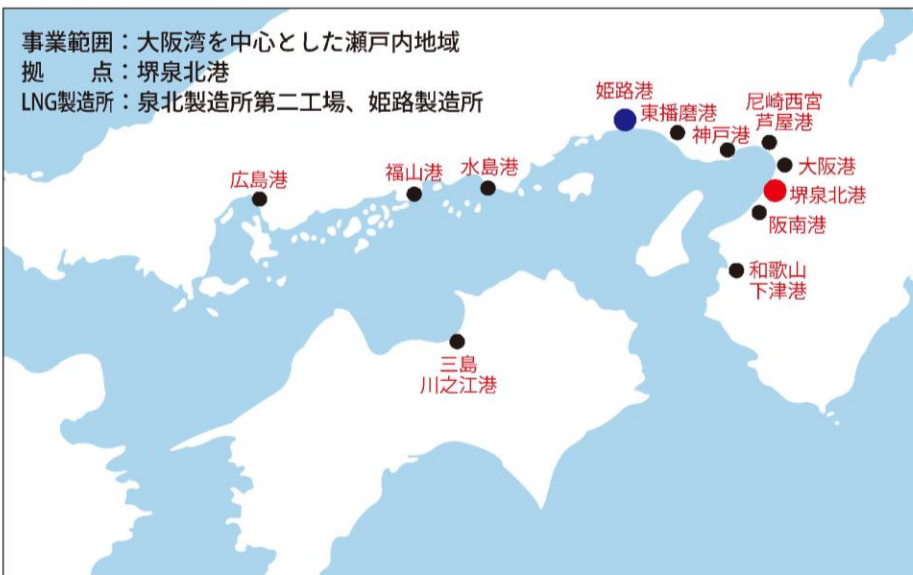 事業範囲：大阪湾を中心とした瀬戸内地域
拠　　点：堺泉北港
LNG製造所：泉北製造所第二工場、姫路製造所
姫路港
東播磨港
神戸港
尼崎西宮
芦屋港
大阪港
堺泉北港
阪南港
和歌山
下津港
広島港
福山港
水島港
三島
川之江港